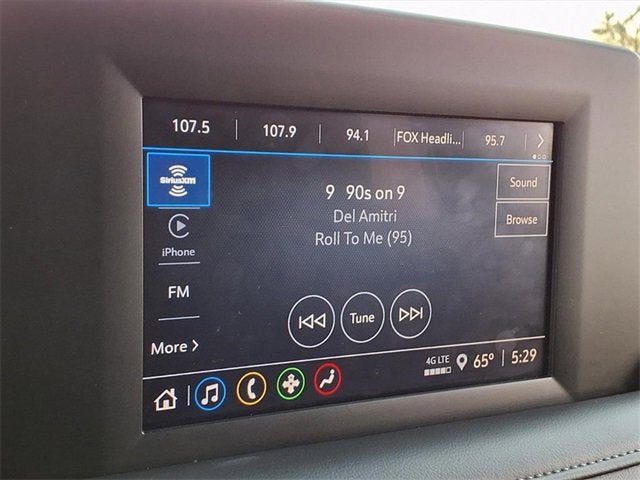 107.5 107.9 94.1 FOX Headli... 95.7
SiriusXM
9 90s on 9
Sound
Del Amitri
Browse
Roll To Me (95)
iPhone
FM
Tune
More
4G LTE
65° 5:29